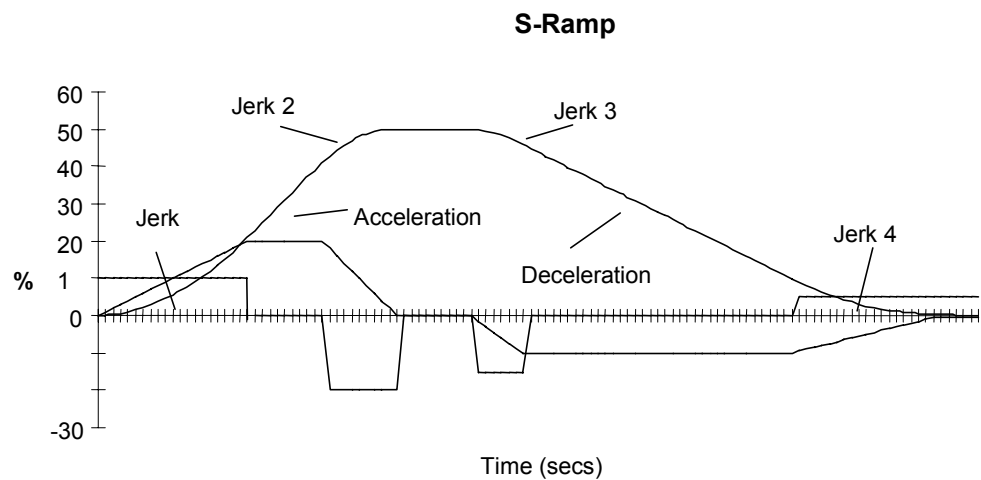 S-Ramp
60
Jerk 2
Jerk 3
50
40
30
Jerk
Acceleration
20
Jerk 4
Deceleration
%
1
0
-30
Time (secs)